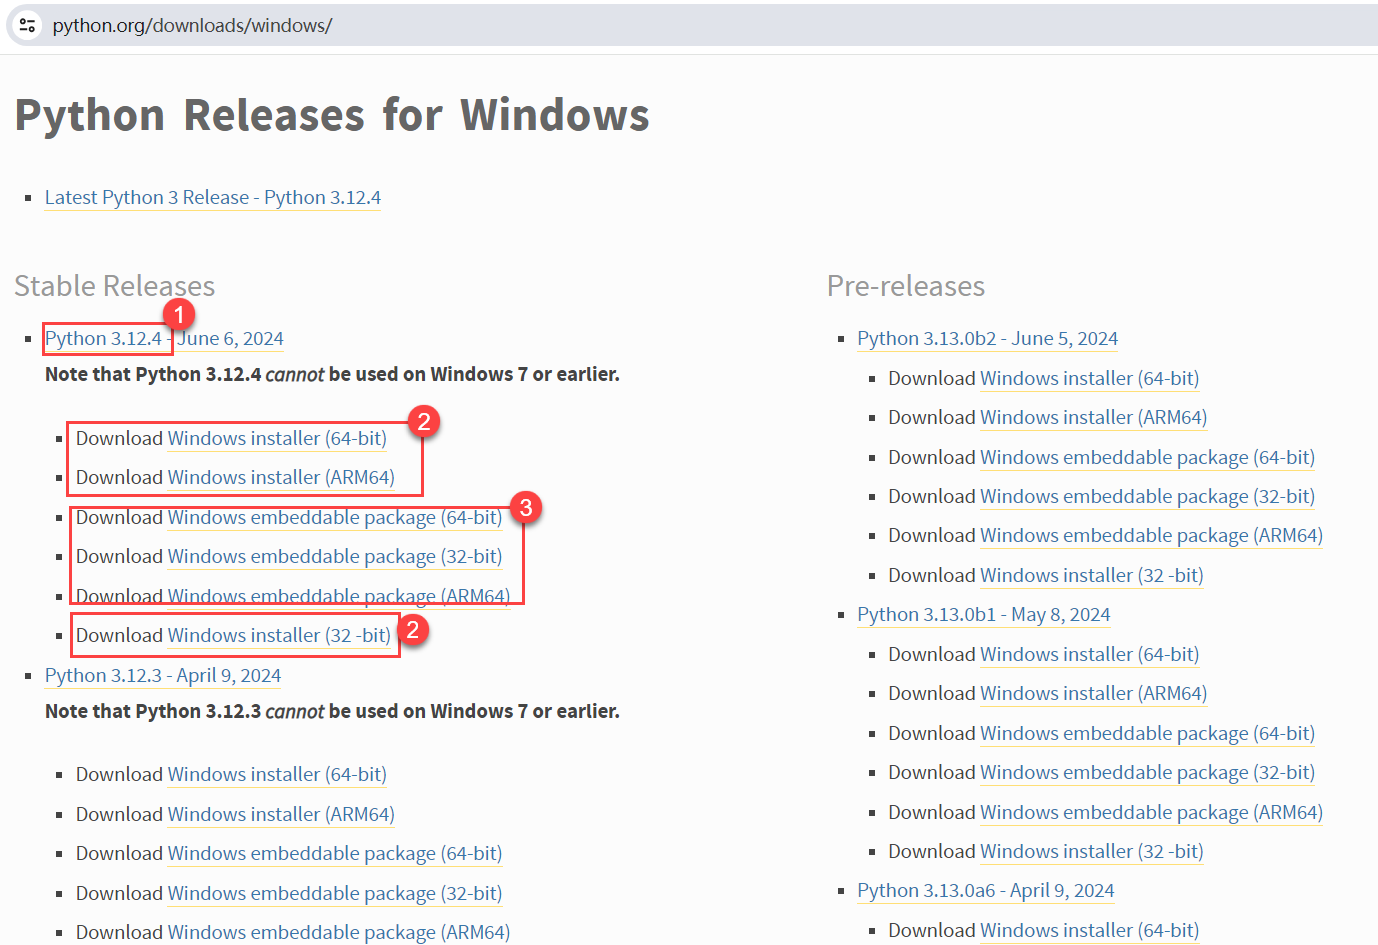 python.org/downloads/windows/
Python Releases for Windows
Latest Python 3 Release - Python 3.12.4
Stable Releases
1
Python 3.12.4 - June 6, 2024
Note that Python 3.12.4 cannot be used on Windows 7 or earlier.
2
Download Windows installer (64-bit)
Download Windows installer (ARM64)
3
Download Windows embeddable package (64-bit)
Download Windows embeddable package (32-bit)
Download Windows embeddable package (ARM64)
Download Windows installer (32 -bit)
2
Python 3.12.3 - April 9, 2024
Note that Python 3.12.3 cannot be used on Windows 7 or earlier.
Download Windows installer (64-bit)
Download Windows installer (ARM64)
Download Windows embeddable package (64-bit)
Download Windows embeddable package (32-bit)
Download Windows embeddable package (ARM64)
Pre-releases
Python 3.13.0b2 - June 5, 2024
Download Windows installer (64-bit)
Download Windows installer (ARM64)
Download Windows embeddable package (64-bit)
Download Windows embeddable package (32-bit)
Download Windows embeddable package (ARM64)
Download Windows installer (32 -bit)
Python 3.13.0b1 - May 8, 2024
Download Windows installer (64-bit)
Download Windows installer (ARM64)
Download Windows embeddable package (64-bit)
Download Windows embeddable package (32-bit)
Download Windows embeddable package (ARM64)
Download Windows installer (32 -bit)
Python 3.13.0a6 - April 9, 2024
Download Windows installer (64-bit)